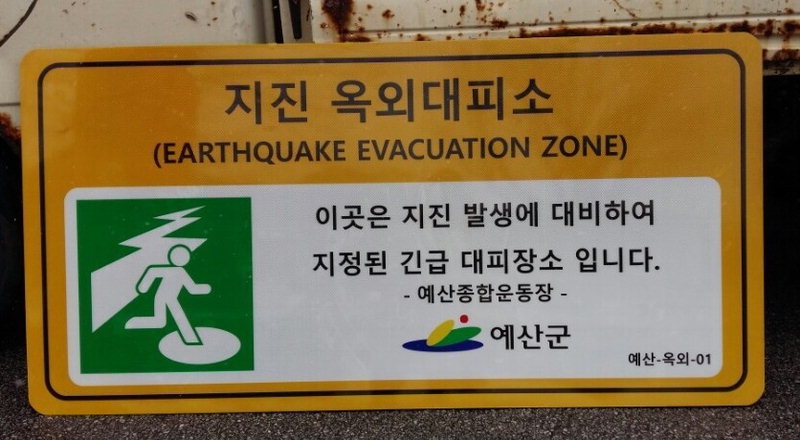 지진 옥외대피소
(EARTHQUAKE EVACUATION ZONE)
이곳은 지진 발생에 대비하여
지정된 긴급 대피장소 입니다.
- 예산종합운동장 -
예산군
예산-옥외-01